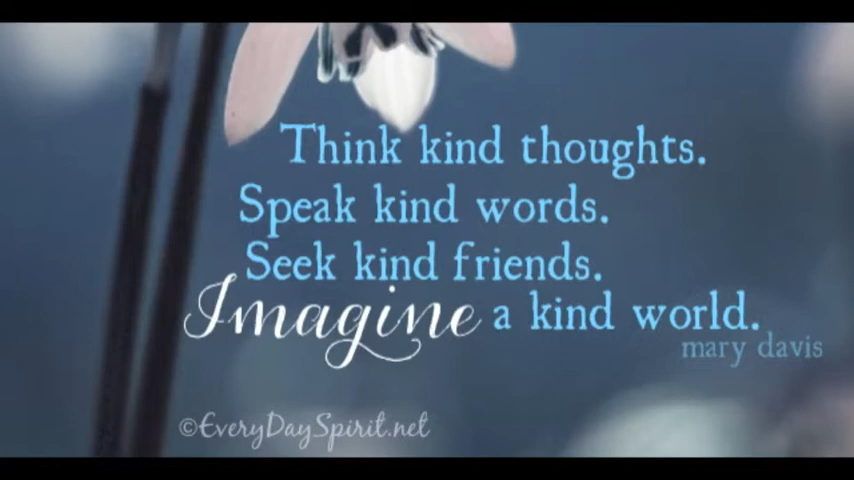 Think kind thoughts.
Speak kind words.
Seek kind friends.
Imagine a kind world.
mary davis
©EveryDaySpirit.net